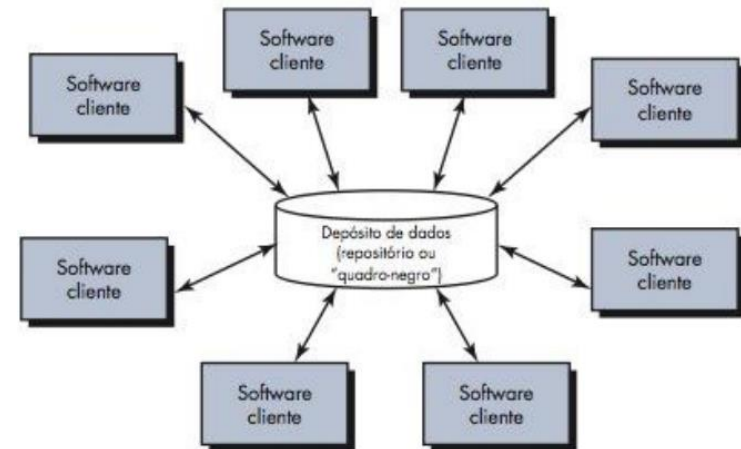 Software
cliente
Software
cliente
Software
cliente
Software
cliente
Depósito de dados
(repositório ou
"quadro-negro")
Software
cliente
Software
cliente
Software
cliente
Software
cliente